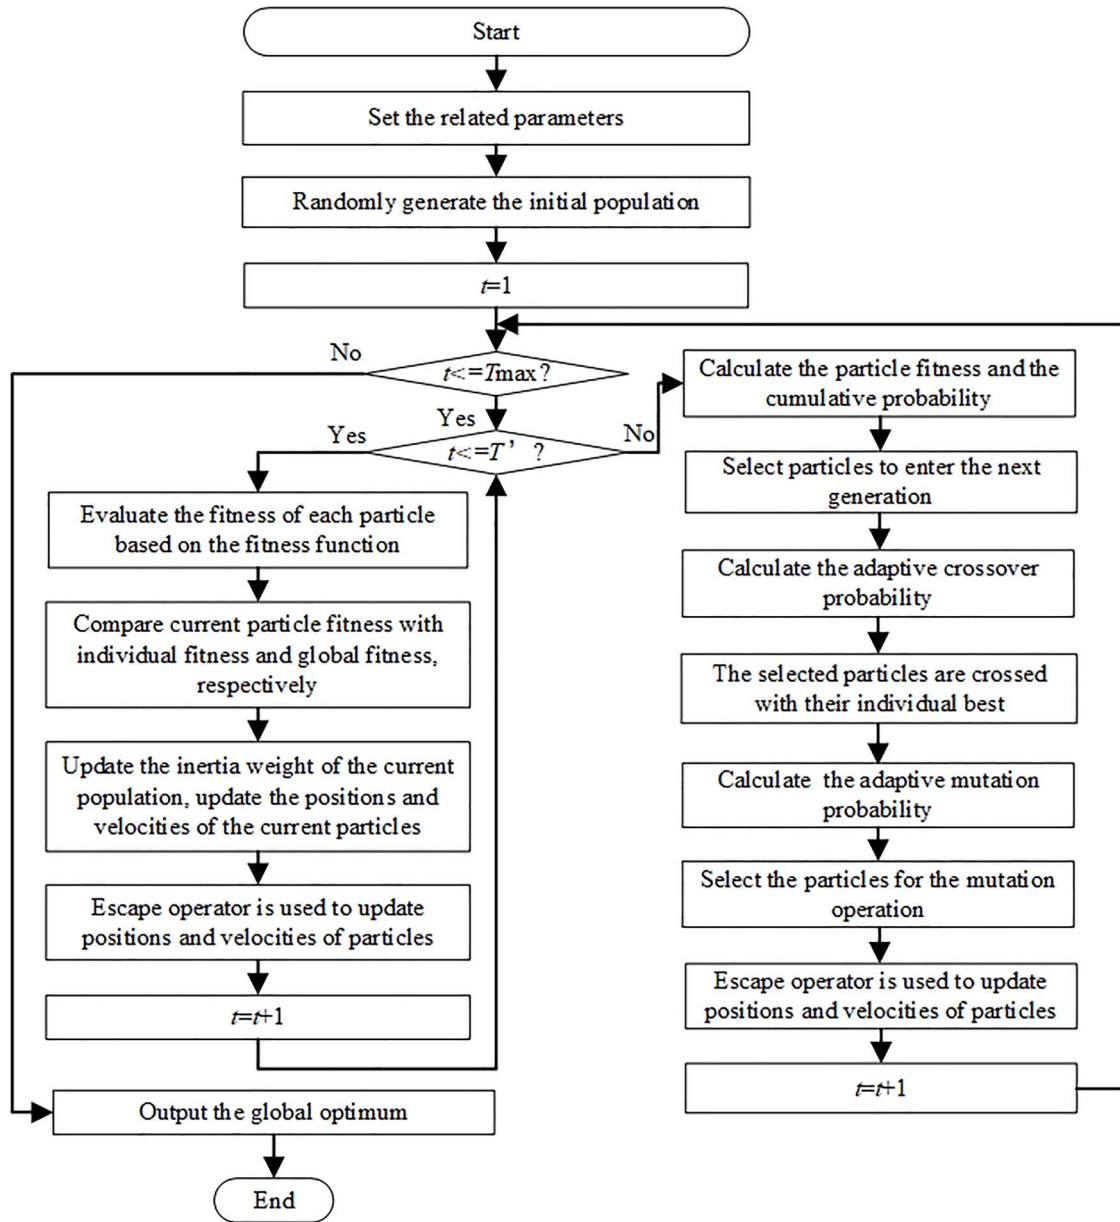 Start
Set the related parameters
Randomly generate the initial population
t=1
No
t<=Tmax?
Yes
Yes
t<=T’ ?
No
Evaluate the fitness of each particle
based on the fitness function
Compare current particle fitness with
individual fitness and global fitness,
respectively
Update the inertia weight of the current
population, update the positions and
velocities of the current particles
Escape operator is used to update
positions and velocities of particles
t=t+1
Output the global optimum
End
Calculate the particle fitness and the
cumulative probability
Select particles to enter the next
generation
Calculate the adaptive crossover
probability
The selected particles are crossed
with their individual best
Calculate the adaptive mutation
probability
Select the particles for the mutation
operation
Escape operator is used to update
positions and velocities of particles
t=t+1